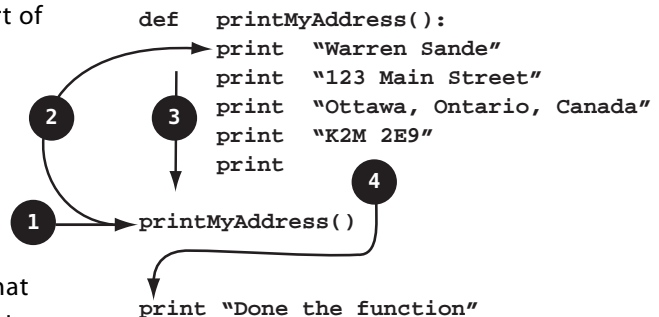 rt of
def printMyAddress():
print “Warren Sande”
print “123 Main Street”
print “Ottawa, Ontario, Canada”
print “K2M 2E9”
print
2
3
4
1
printMyAddress()
hat
print “Done the function”